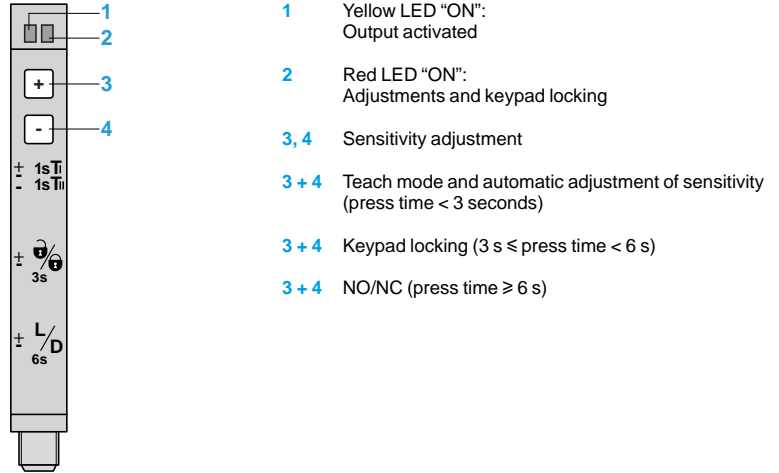 1
2
+
3
-
4
± 1sTI
- 1sTII
±
3s
± L/D
6s
1 Yellow LED “ON”:
Output activated
2 Red LED “ON”:
Adjustments and keypad locking
3, 4 Sensitivity adjustment
3 + 4 Teach mode and automatic adjustment of sensitivity
(press time < 3 seconds)
3 + 4 Keypad locking (3 s ⩽ press time < 6 s)
3 + 4 NO/NC (press time ⩾ 6 s)